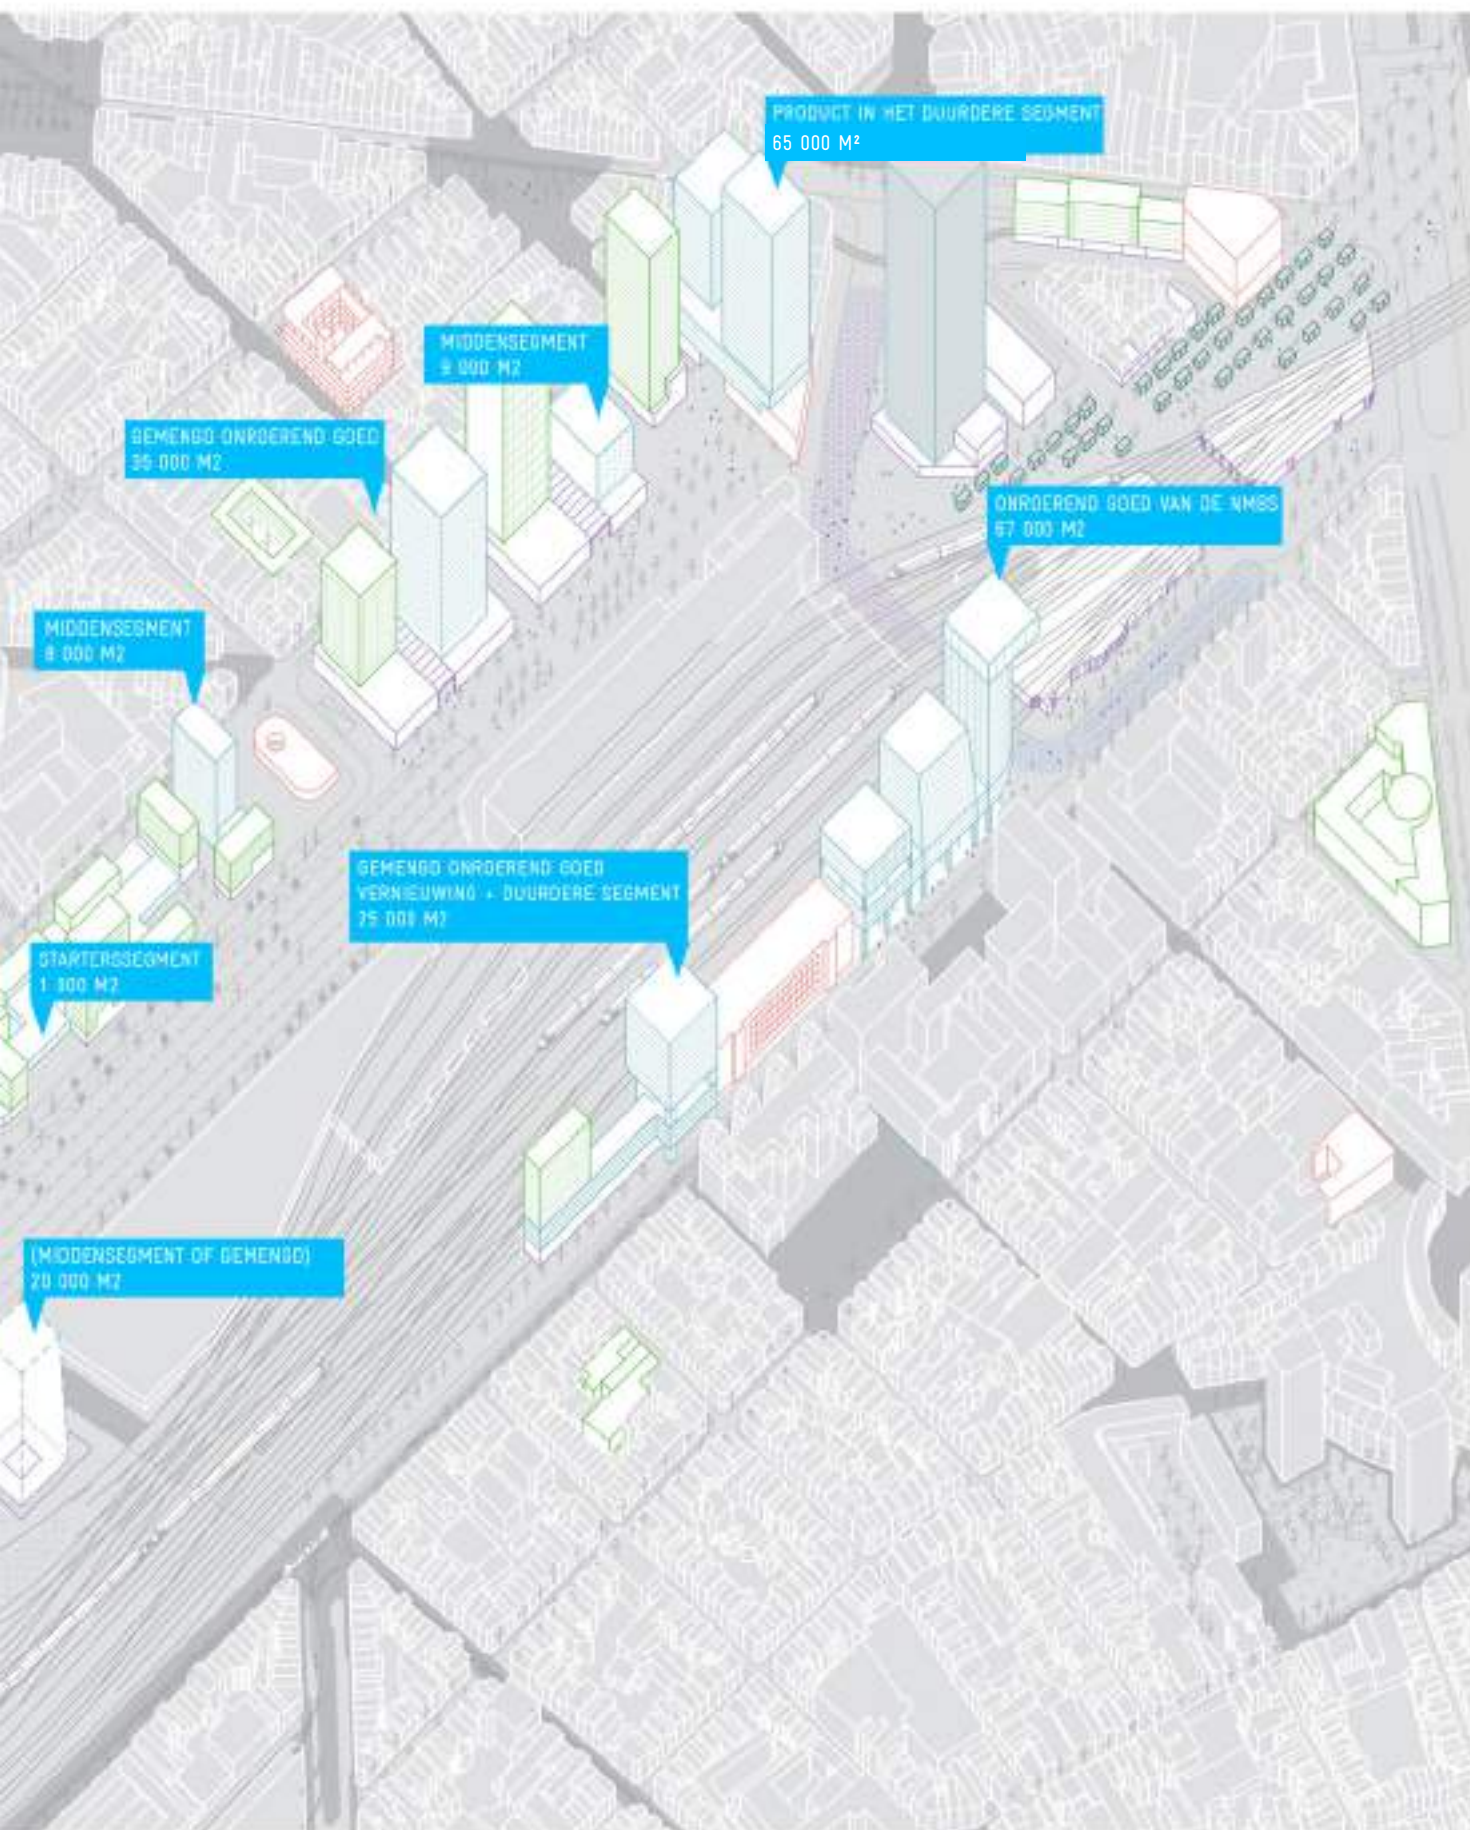 PRODUCT IN HET DUURDERE SEGMENT
65 000 M²
MIDDENSEGMENT
9 000 M2
GEMENGD ONROEREND GOED
35 000 M2
ONROEREND GOED VAN DE NMBS
67 000 M2
MIDDENSEGMENT
8 000 M2
GEMENGD ONROEREND GOED
VERNIEUWING + DUURDERE SEGMENT
25 000 M2
STARTERSSEGMENT
M2
(MIDDENSEGMENT OF GEMENGD)
20 000 M2